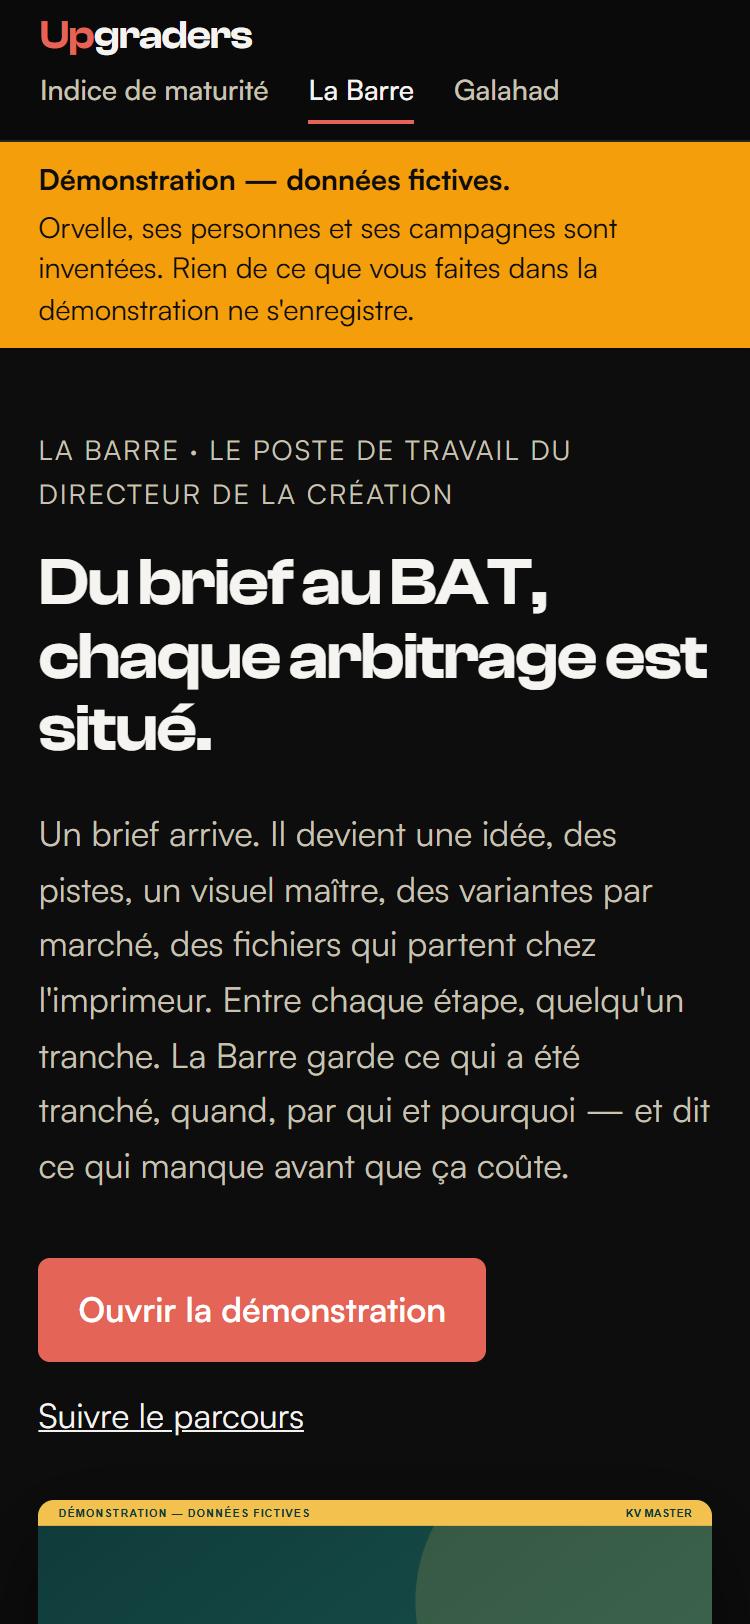 Upgraders
Indice de maturité La Barre Galahad
Démonstration — données fictives.
Orvelle, ses personnes et ses campagnes sont
inventées. Rien de ce que vous faites dans la
démonstration ne s'enregistre.
LA BARRE · LE POSTE DE TRAVAIL DU
DIRECTEUR DE LA CRÉATION
Du brief au BAT,
chaque arbitrage est
situé.
Un brief arrive. Il devient une idée, des
pistes, un visuel maître, des variantes par
marché, des fichiers qui partent chez
l'imprimeur. Entre chaque étape, quelqu'un
tranche. La Barre garde ce qui a été
tranché, quand, par qui et pourquoi — et dit
ce qui manque avant que ça coûte.
Ouvrir la démonstration
Suivre le parcours
DÉMONSTRATION — DONNÉES FICTIVES KV MASTER